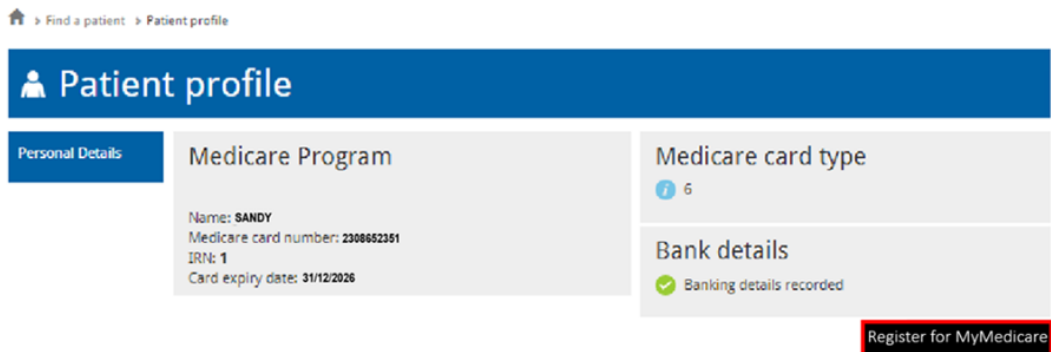 > Find a patient > Patient profile
Patient profile
Personal Details
Medicare Program
Name: SANDY
Medicare card number: 2308652351
IRN: 1
Card expiry date: 31/12/2026
Medicare card type
i 6
Bank details
Banking details recorded
Register for MyMedicare